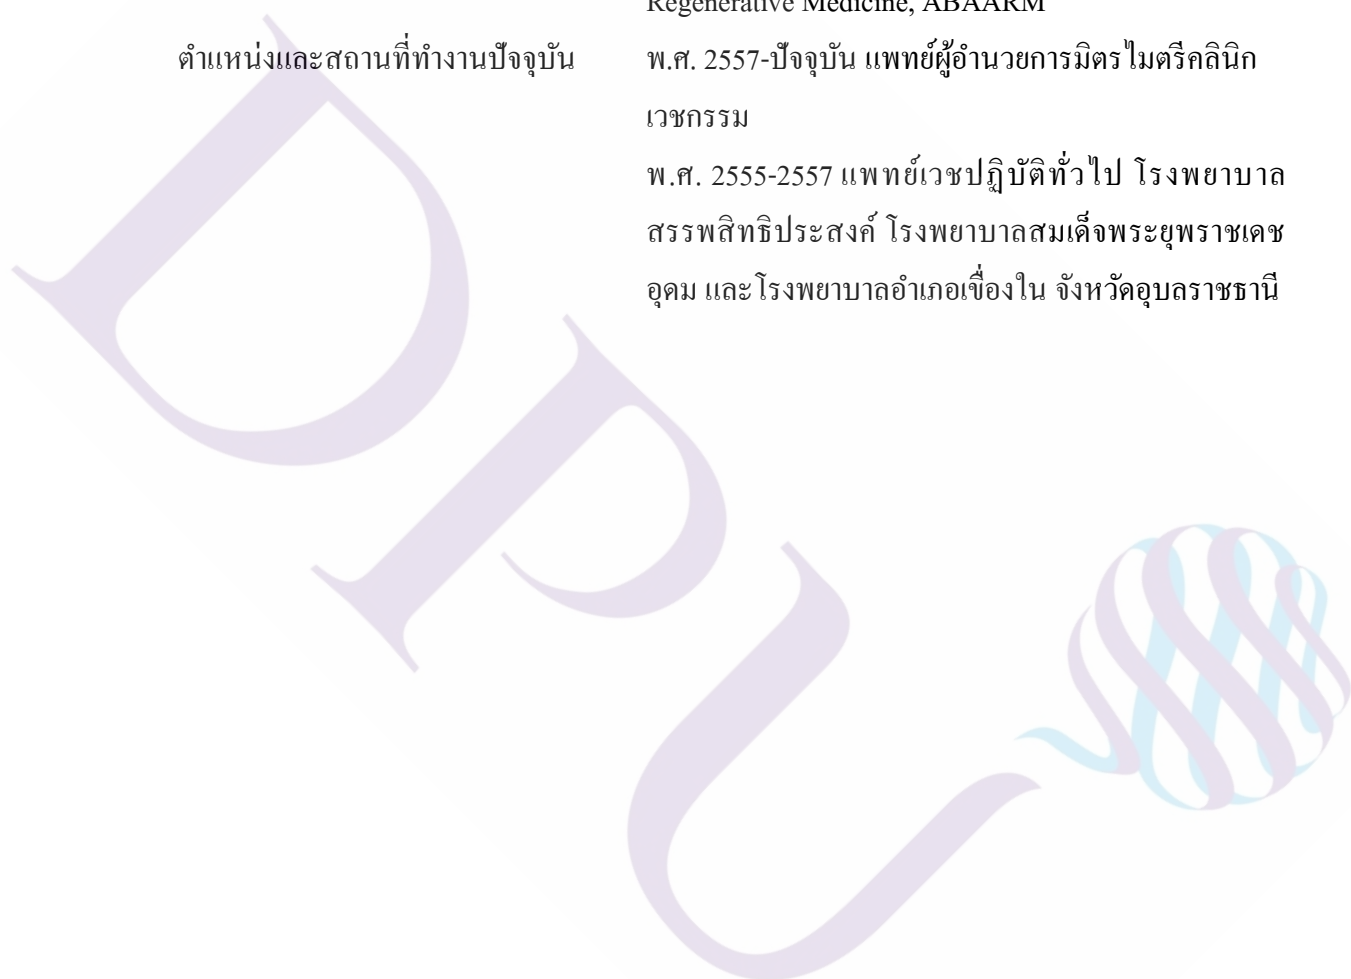 Regenerative Medicine, ABAARM
ตำแหน่งและสถานที่ทำงานปัจจุบัน พ.ศ. 2557-ปัจจุบัน แพทย์ผู้อำนวยการมิตรไมตรีคลินิก
เวชกรรม
พ.ศ. 2555-2557 แพทย์เวชปฏิบัติทั่วไป โรงพยาบาล
สรรพสิทธิประสงค์ โรงพยาบาลสมเด็จพระยุพราชเดช
อุดม และโรงพยาบาลอำเภอเขื่องใน จังหวัดอุบลราชธานี
DPU